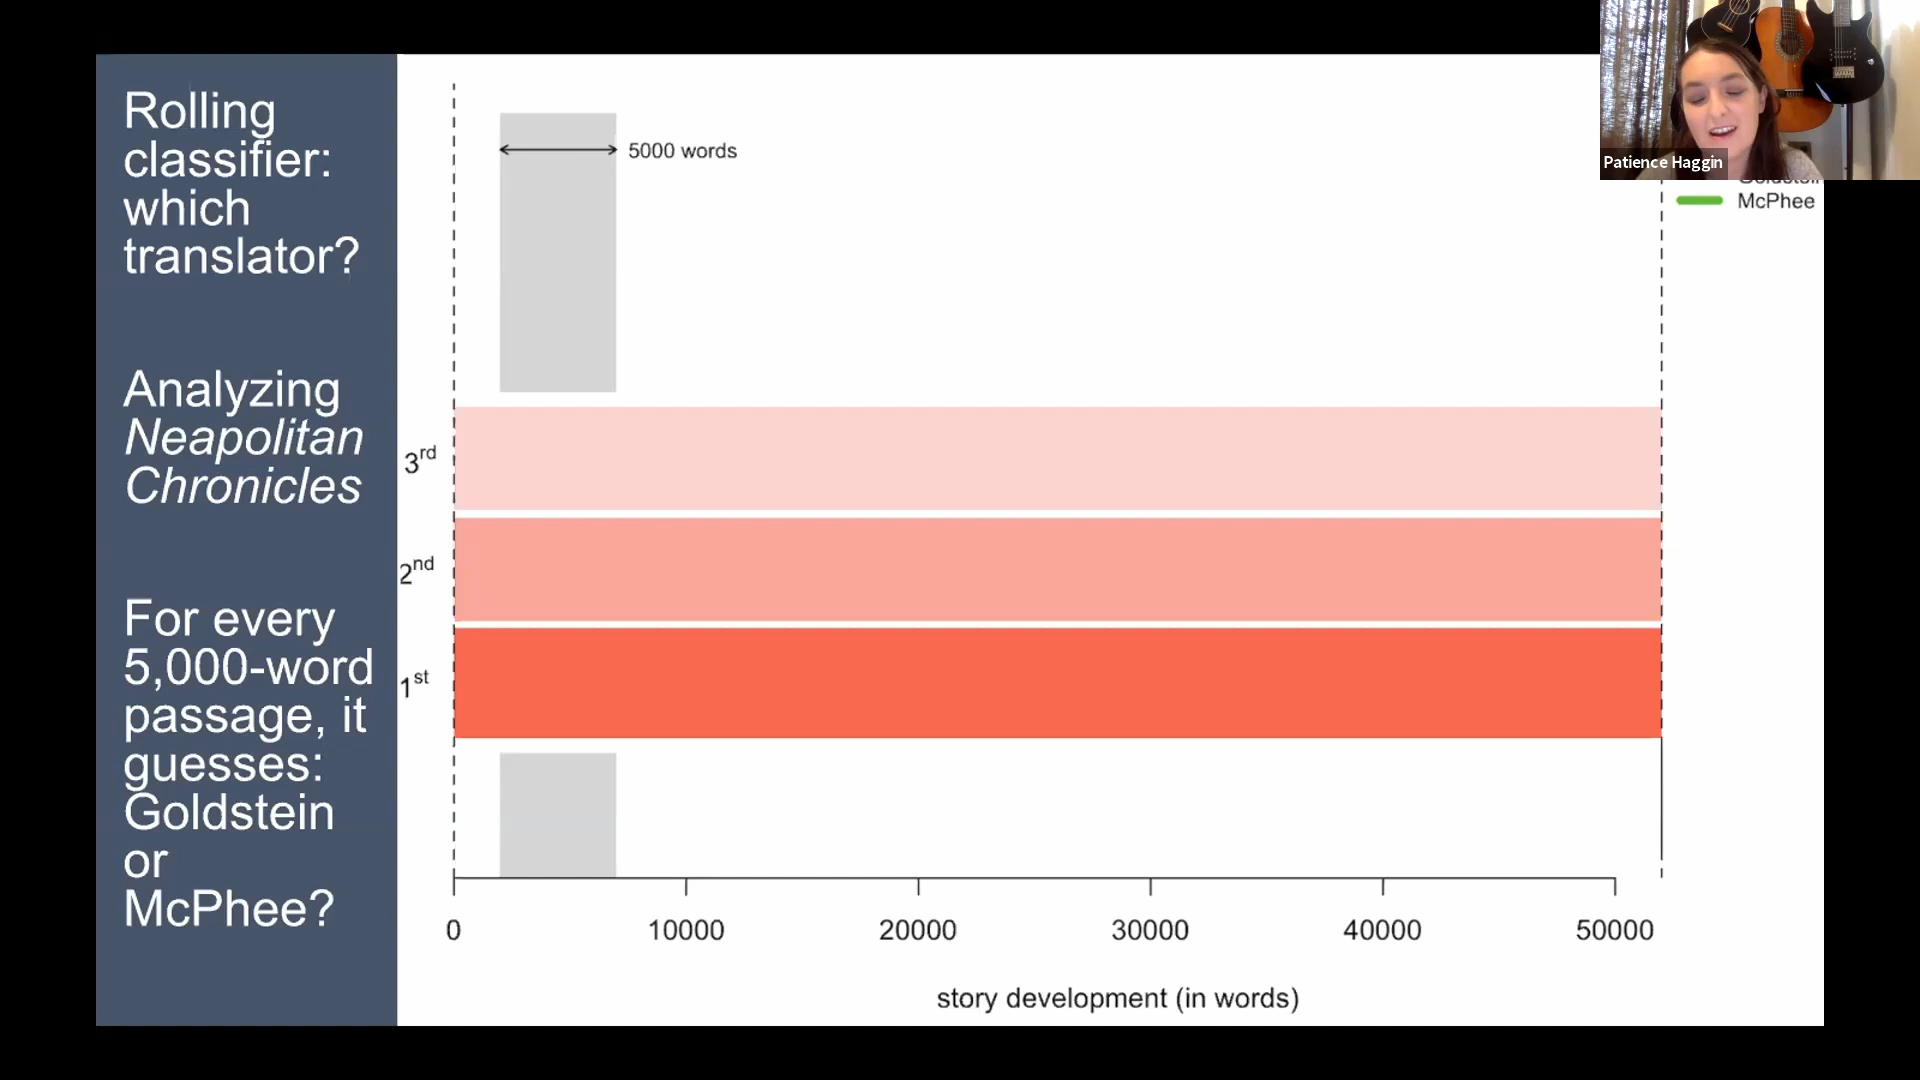 Rolling
classifier:
which
translator?
Analyzing
Neapolitan
Chronicles
For every
5,000-word
passage, it
guesses:
Goldstein
or
McPhee?
5000 words
3rd
2nd
1st
0 10000 20000 30000 40000 50000
story development (in words)
Patience Haggin
Goldstein
McPhee